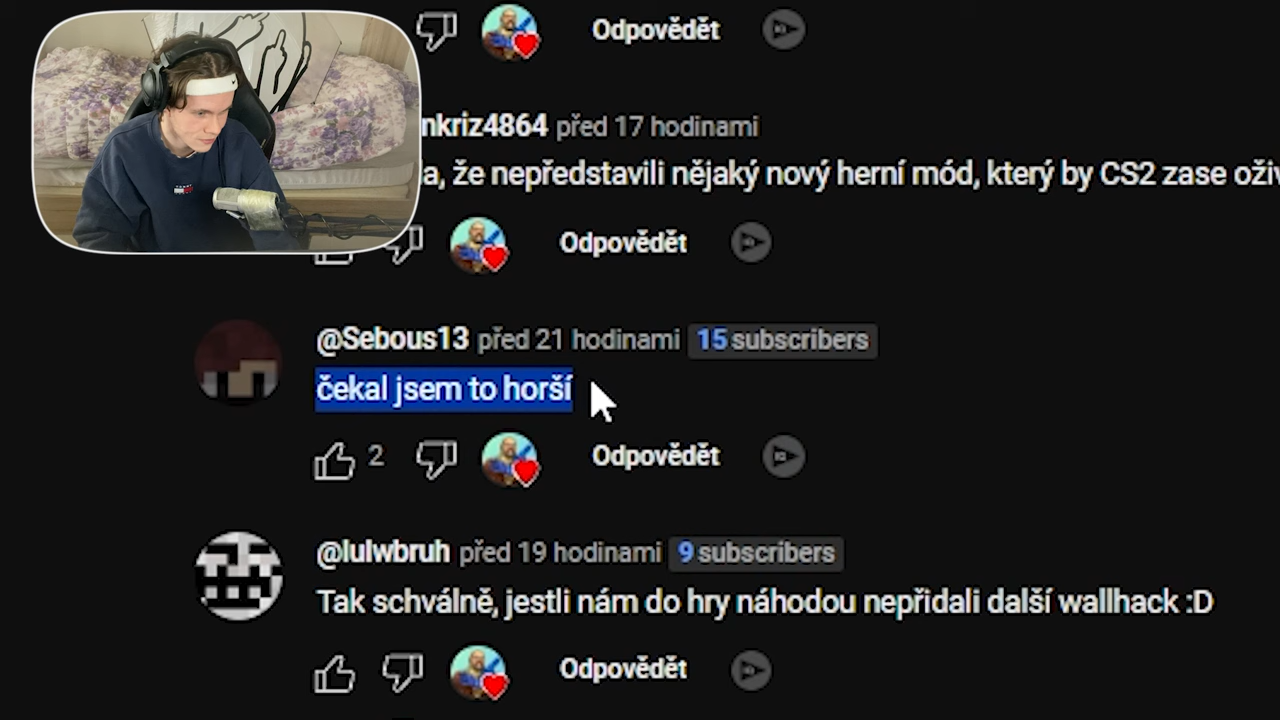 Odpovědět
nkriz4864 před 17 hodinami
a, že nepředstavili nějaký nový herní mód, který by CS2 zase
Odpovědět
@Sebous13 před 21 hodinami 15 subscribers
čekal jsem to horší
2 Odpovědět
@lulwbruh před 19 hodinami 9 subscribers
Tak schválně, jestli nám do hry náhodou nepřidali další wallhack :D
Odpovědět